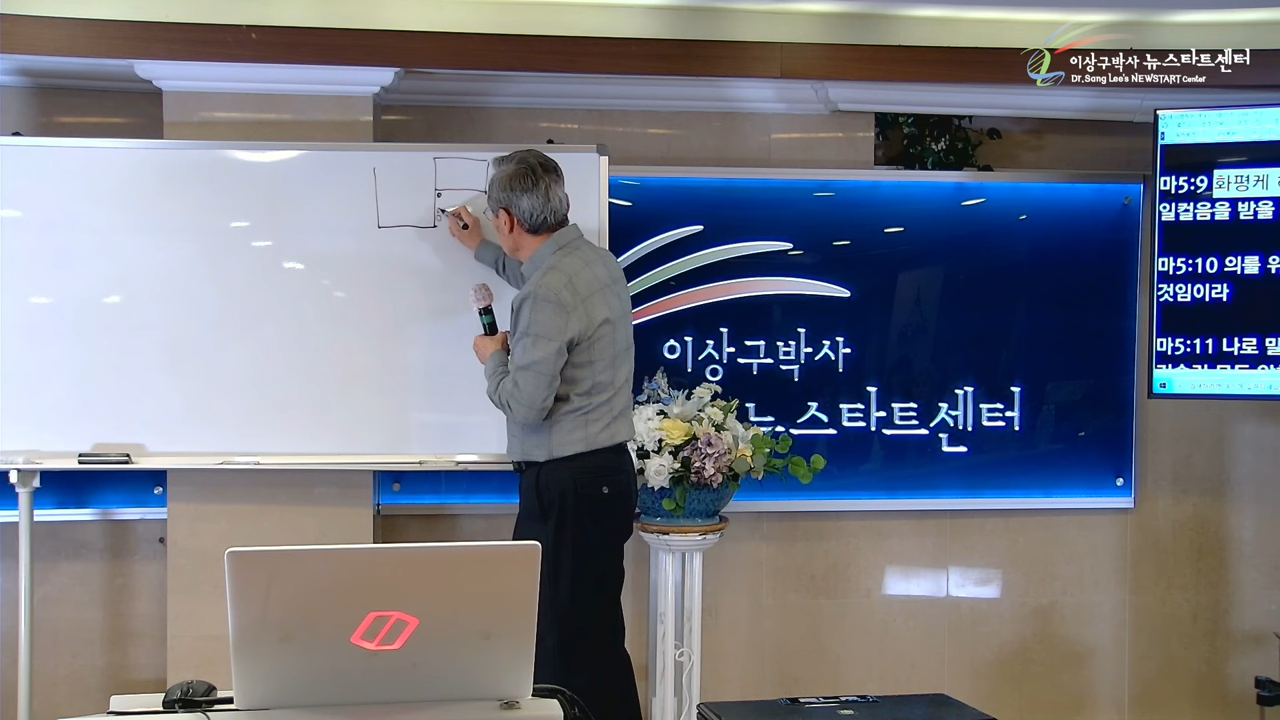 이상구박사 뉴스타트센터
Dr.Sang Lee's NEWSTART Center
마5:9 화평케
일컬음을 받을
마5:10 의를 위
것임이라
마5:11 나로 말
이상구박사
뉴스타트센터